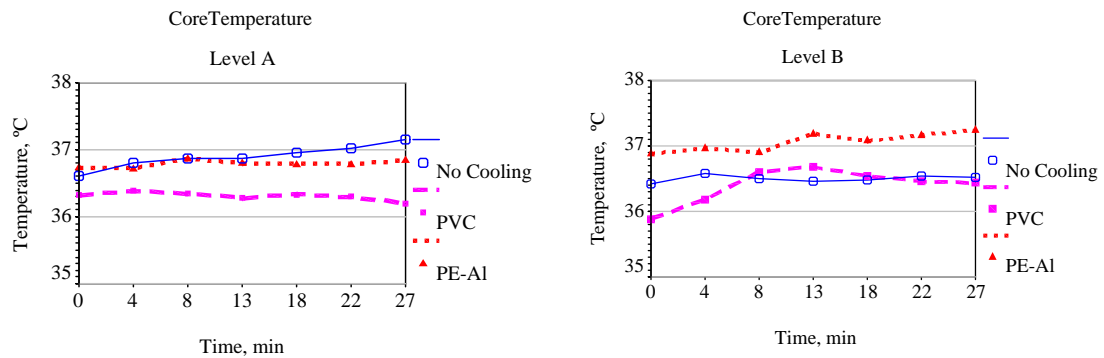 CoreTemperature
Level A
Temperature, ºC
38
37
36
35
0 4 8 13 18 22 27
Time, min
No Cooling
PVC
PE-Al
CoreTemperature
Level B
Temperature, ºC
38
37
36
35
0 4 8 13 18 22 27
Time, min
No Cooling
PVC
PE-Al